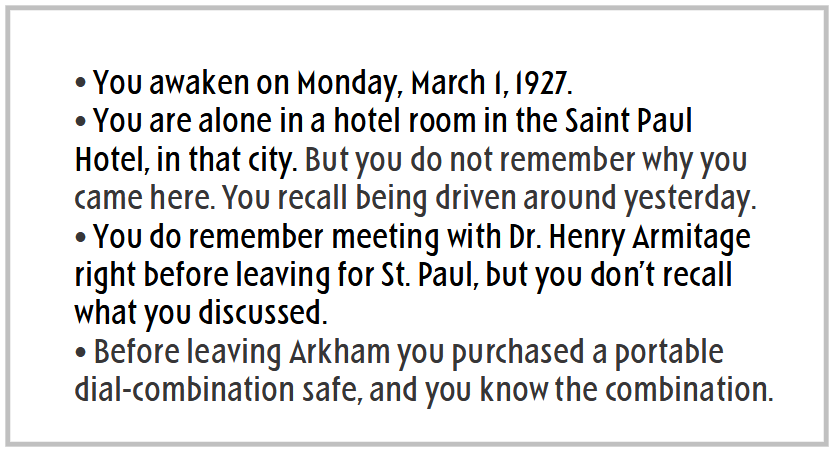 • You awaken on Monday, March 1, 1927.
• You are alone in a hotel room in the Saint Paul
Hotel, in that city. But you do not remember why you
came here. You recall being driven around yesterday.
• You do remember meeting with Dr. Henry Armitage
right before leaving for St. Paul, but you don’t recall
what you discussed.
• Before leaving Arkham you purchased a portable
dial-combination safe, and you know the combination.